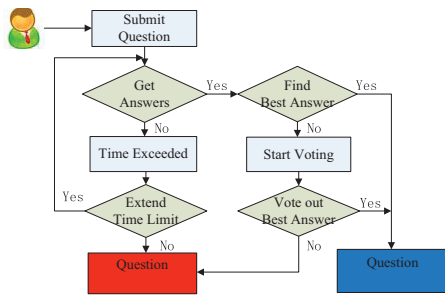 Submit
Question
Get
Answers
Yes
Find
Best Answer
Yes
No
No
Time Exceeded
Start Voting
Yes
Extend
Time Limit
Vote out
Best Answer
Yes
No
No
Question
Question